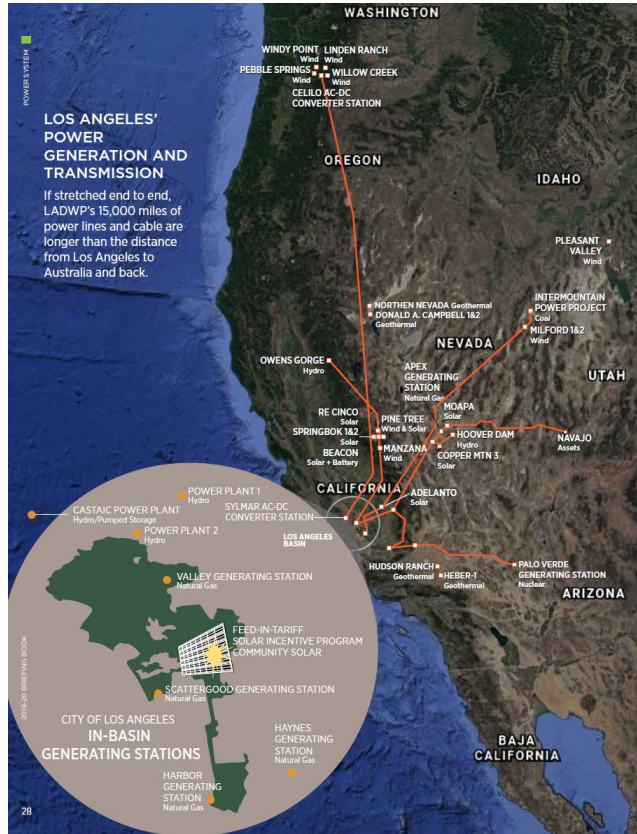 WASHINGTON
POWER SYSTEM
WINDY POINT
Wind
LINDEN RANCH
Wind
PEBBLE SPRINGS
Wind
WILLOW CREEK
Wind
CELILO AC-DC
CONVERTER STATION
LOS ANGELES'
POWER
GENERATION AND
TRANSMISSION
If stretched end to end,
LADWP's 15,000 miles of
power lines and cable are
longer than the distance
from Los Angeles to
Australia and back.
OREGON
IDAHO
PLEASANT
VALLEY
Wind
NORTHEN NEVADA Geothermal
DONALD A. CAMPBELL 1&2
Geothermal
INTERMOUNTAIN
POWER PROJECT
Coal
MILFORD 1&2
Wind
NEVADA
UTAH
OWENS GORGE
Hydro
APEX
GENERATING
STATION
Natural Gas
MOAPA
Solar
RE CINCO
Solar
SPRINGBOK 1&2
Solar
BEACON
Solar + Battery
PINE TREE
Wind & Solar
MANZANA
Wind
HOOVER DAM
Hydro
COPPER MTN 3
Solar
NAVAJO
Assets
CALIFORNIA
ADELANTO
Solar
SYLMAR AC-DC
CONVERTER STATION
LOS ANGELES
BASIN
HUDSON RANCH
Geothermal
HEBER-1
Geothermal
PALO VERDE
GENERATING STATION
Nuclear
ARIZONA
POWER PLANT 1
Hydro
CASTAIC POWER PLANT
Hydro/Pumped Storage
POWER PLANT 2
Hydro
VALLEY GENERATING STATION
Natural Gas
FEED-IN-TARIFF
SOLAR INCENTIVE PROGRAM
COMMUNITY SOLAR
SCATTERGOOD GENERATING STATION
Natural Gas
CITY OF LOS ANGELES
IN-BASIN
GENERATING STATIONS
HAYNES
GENERATING
STATION
Natural Gas
HARBOR
GENERATING
STATION
Natural Gas
BAJA
CALIFORNIA
2019-20 BRIEFING BOOK
28